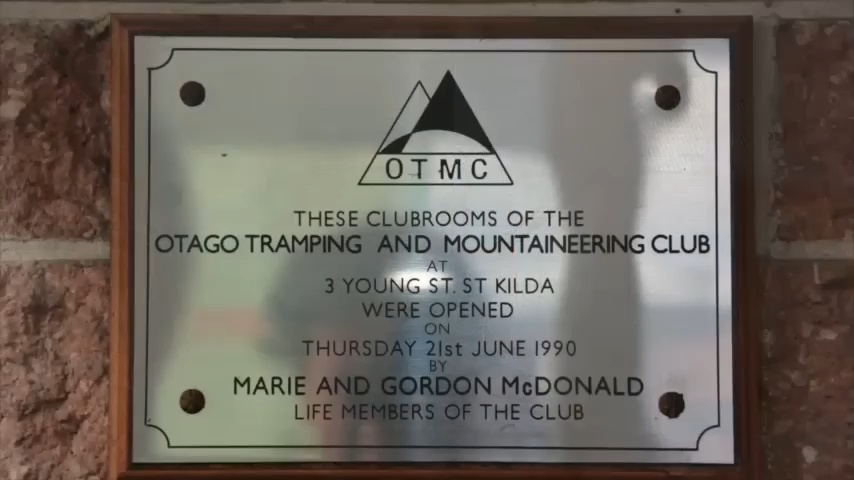 OTMC
THESE CLUBROOMS OF THE
OTAGO TRAMPING AND MOUNTAINEERING CLUB
AT
3 YOUNG ST. ST KILDA
WERE OPENED
ON
THURSDAY 21st JUNE 1990
BY
MARIE AND GORDON McDONALD
LIFE MEMBERS OF THE CLUB